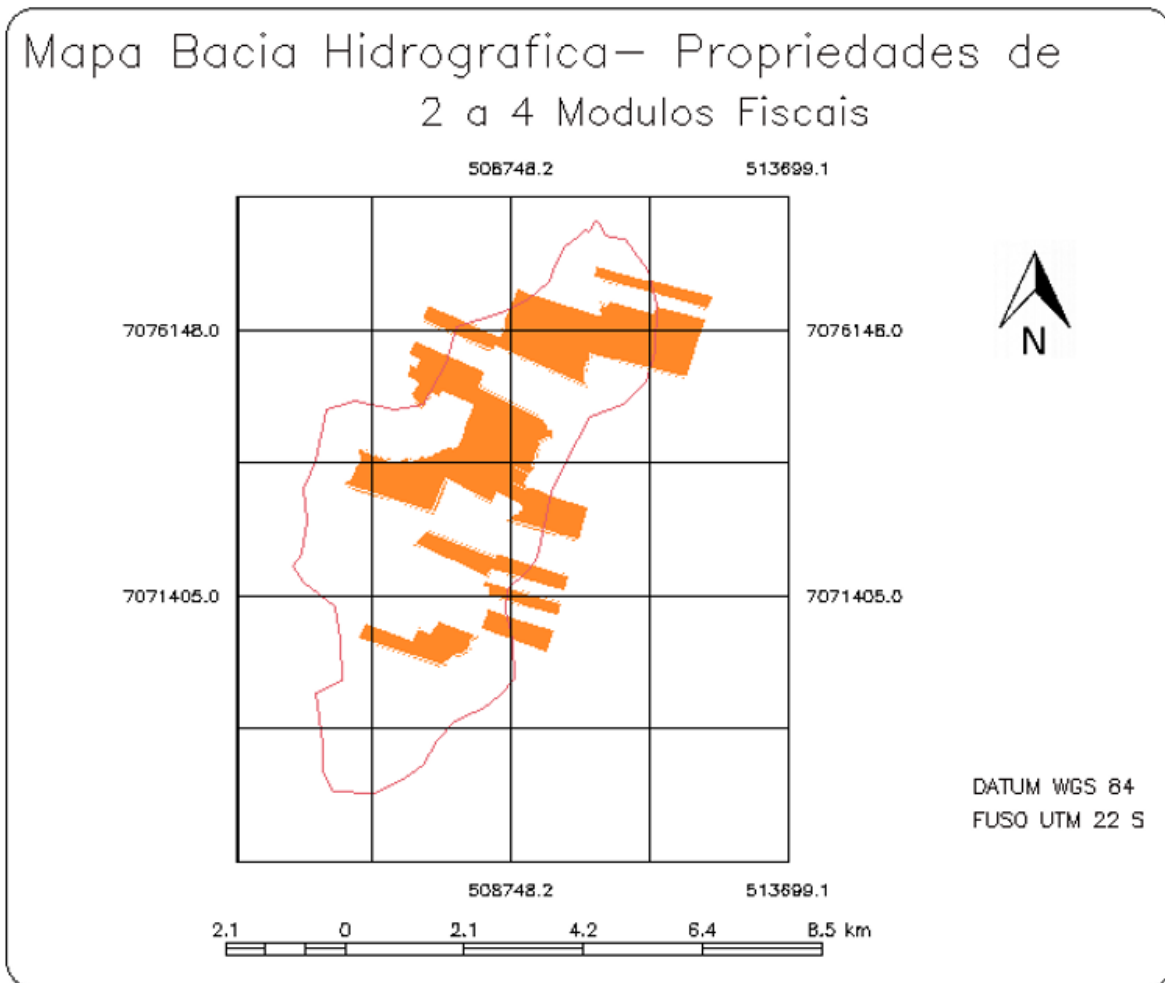 Mapa Bacia Hidrografica– Propriedades de
2 a 4 Modulos Fiscais
508748.2 513699.1
7076148.0 7076148.0
7071405.0 7071405.0
N
DATUM WGS 84
FUSO UTM 22 S
508748.2 513699.1
2.1 0 2.1 4.2 6.4 8.5 km